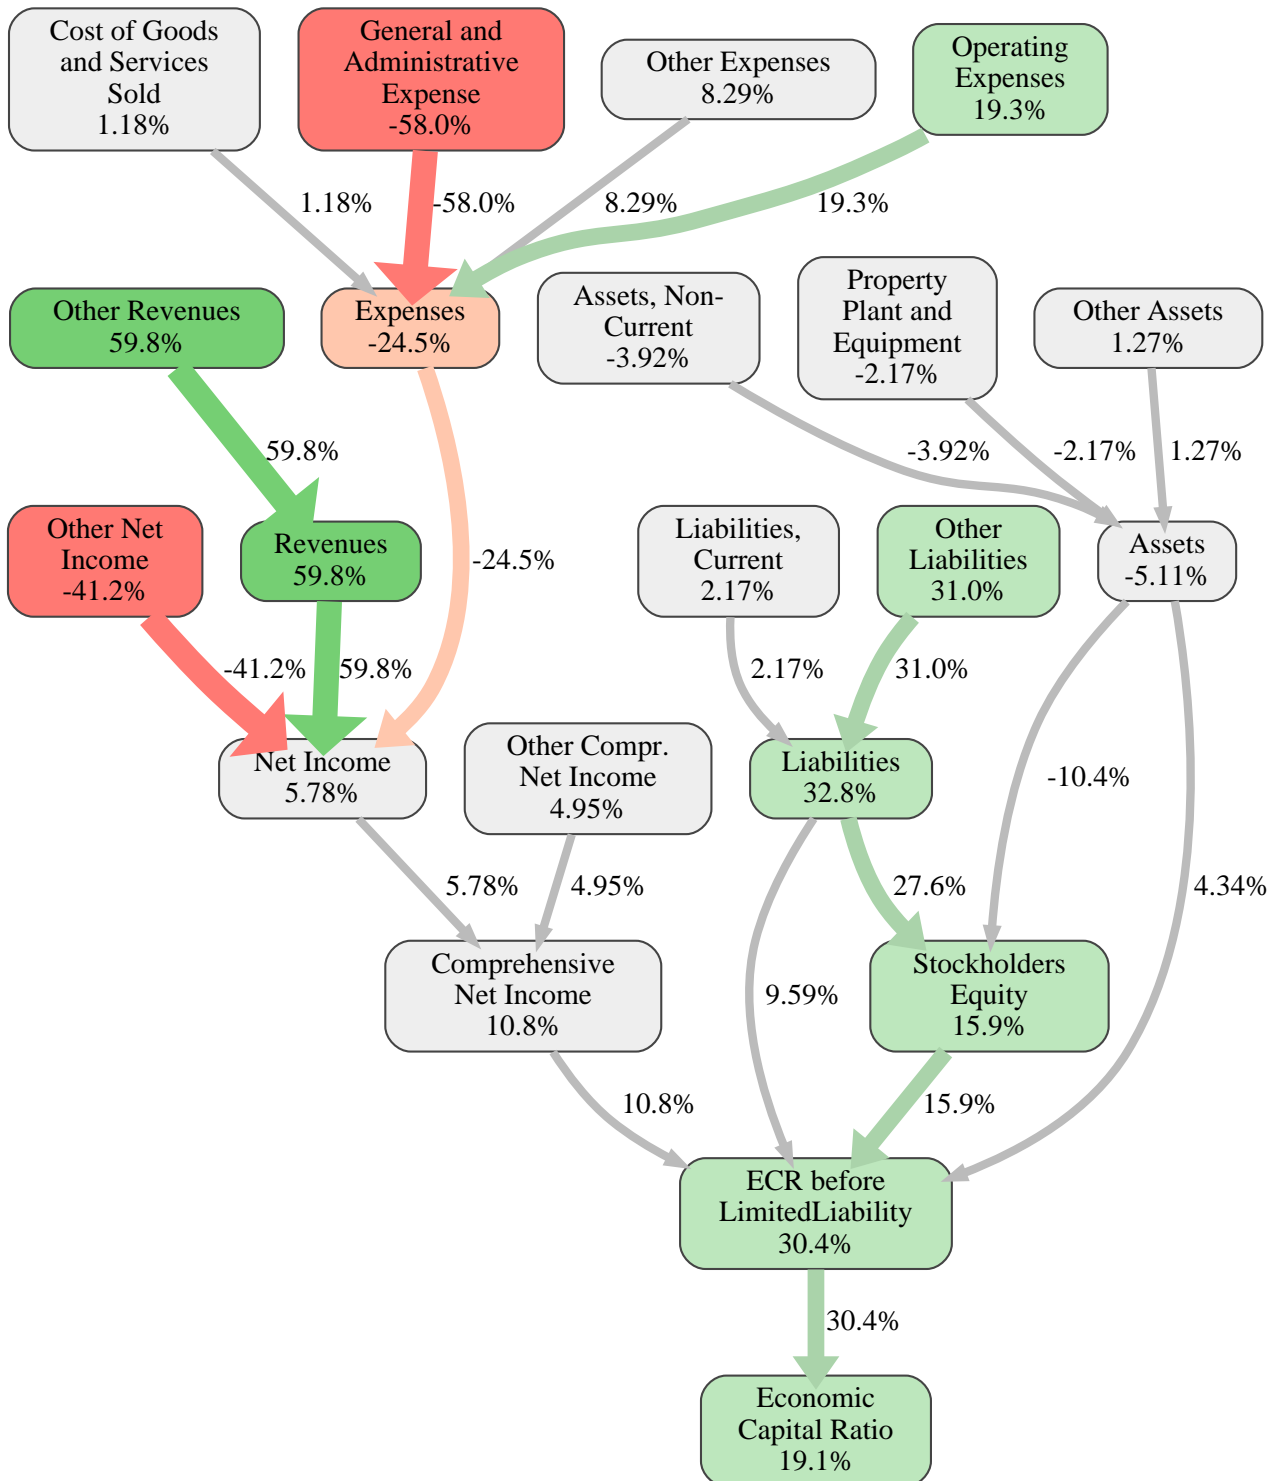 Cost of Goods
and Services
Sold
1.18%
General and
Administrative
Expense
-58.0%
Other Expenses
8.29%
Operating
Expenses
19.3%
1.18%
-58.0%
8.29%
19.3%
Other Revenues
59.8%
Expenses
-24.5%
Assets, Non-
Current
-3.92%
Property
Plant and
Equipment
-2.17%
Other Assets
1.27%
59.8%
-3.92%
-2.17%
1.27%
Other Net
Income
-41.2%
Revenues
59.8%
-24.5%
Liabilities,
Current
2.17%
Other
Liabilities
31.0%
Assets
-5.11%
-41.2%
59.8%
2.17%
31.0%
Net Income
5.78%
Other Compr.
Net Income
4.95%
Liabilities
32.8%
-10.4%
5.78%
4.95%
27.6%
4.34%
Comprehensive
Net Income
10.8%
9.59%
Stockholders
Equity
15.9%
10.8%
15.9%
ECR before
LimitedLiability
30.4%
30.4%
Economic
Capital Ratio
19.1%